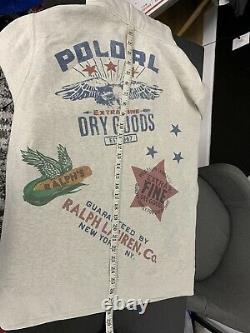 POLO RL
EXTRA FINE
DRY GOODS
EST. 1967
RALPH'S
FINE
GUARANTEED BY
RALPH LAUREN, Co.
NEW YORK, NY.